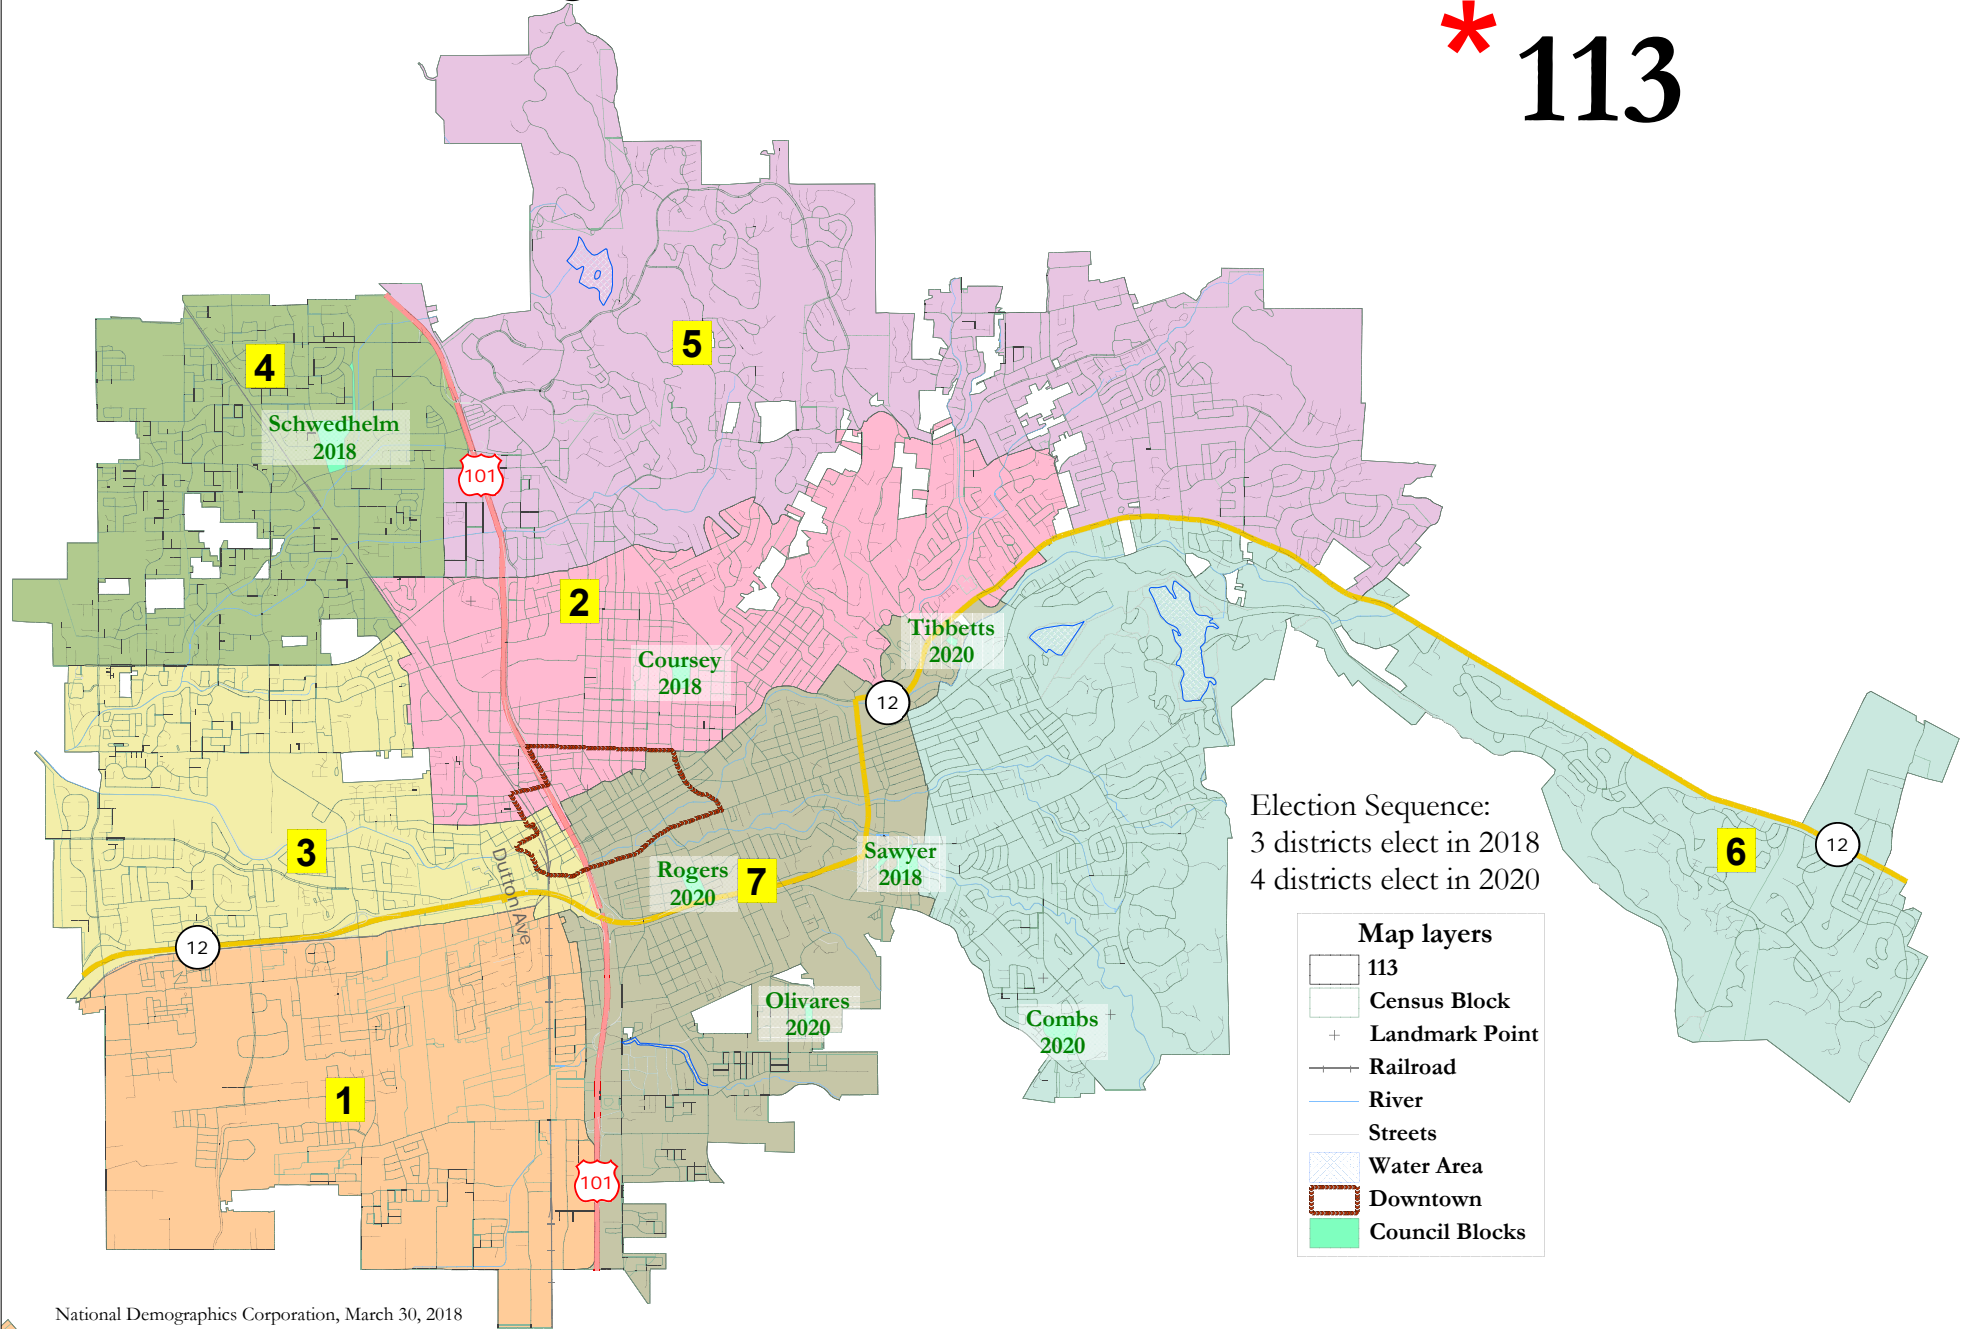 * 113
5
4
Schwedhelm
2018
101
2
Tibbetts
2020
Coursey
2018
12
Election Sequence:
3 districts elect in 2018
4 districts elect in 2020
3
Dutton Ave
Rogers
2020
7
Sawyer
2018
6
12
12
Map layers
113
Census Block
Landmark Point
Railroad
River
Streets
Water Area
Downtown
Council Blocks
Olivares
2020
Combs
2020
1
101
National Demographics Corporation, March 30, 2018